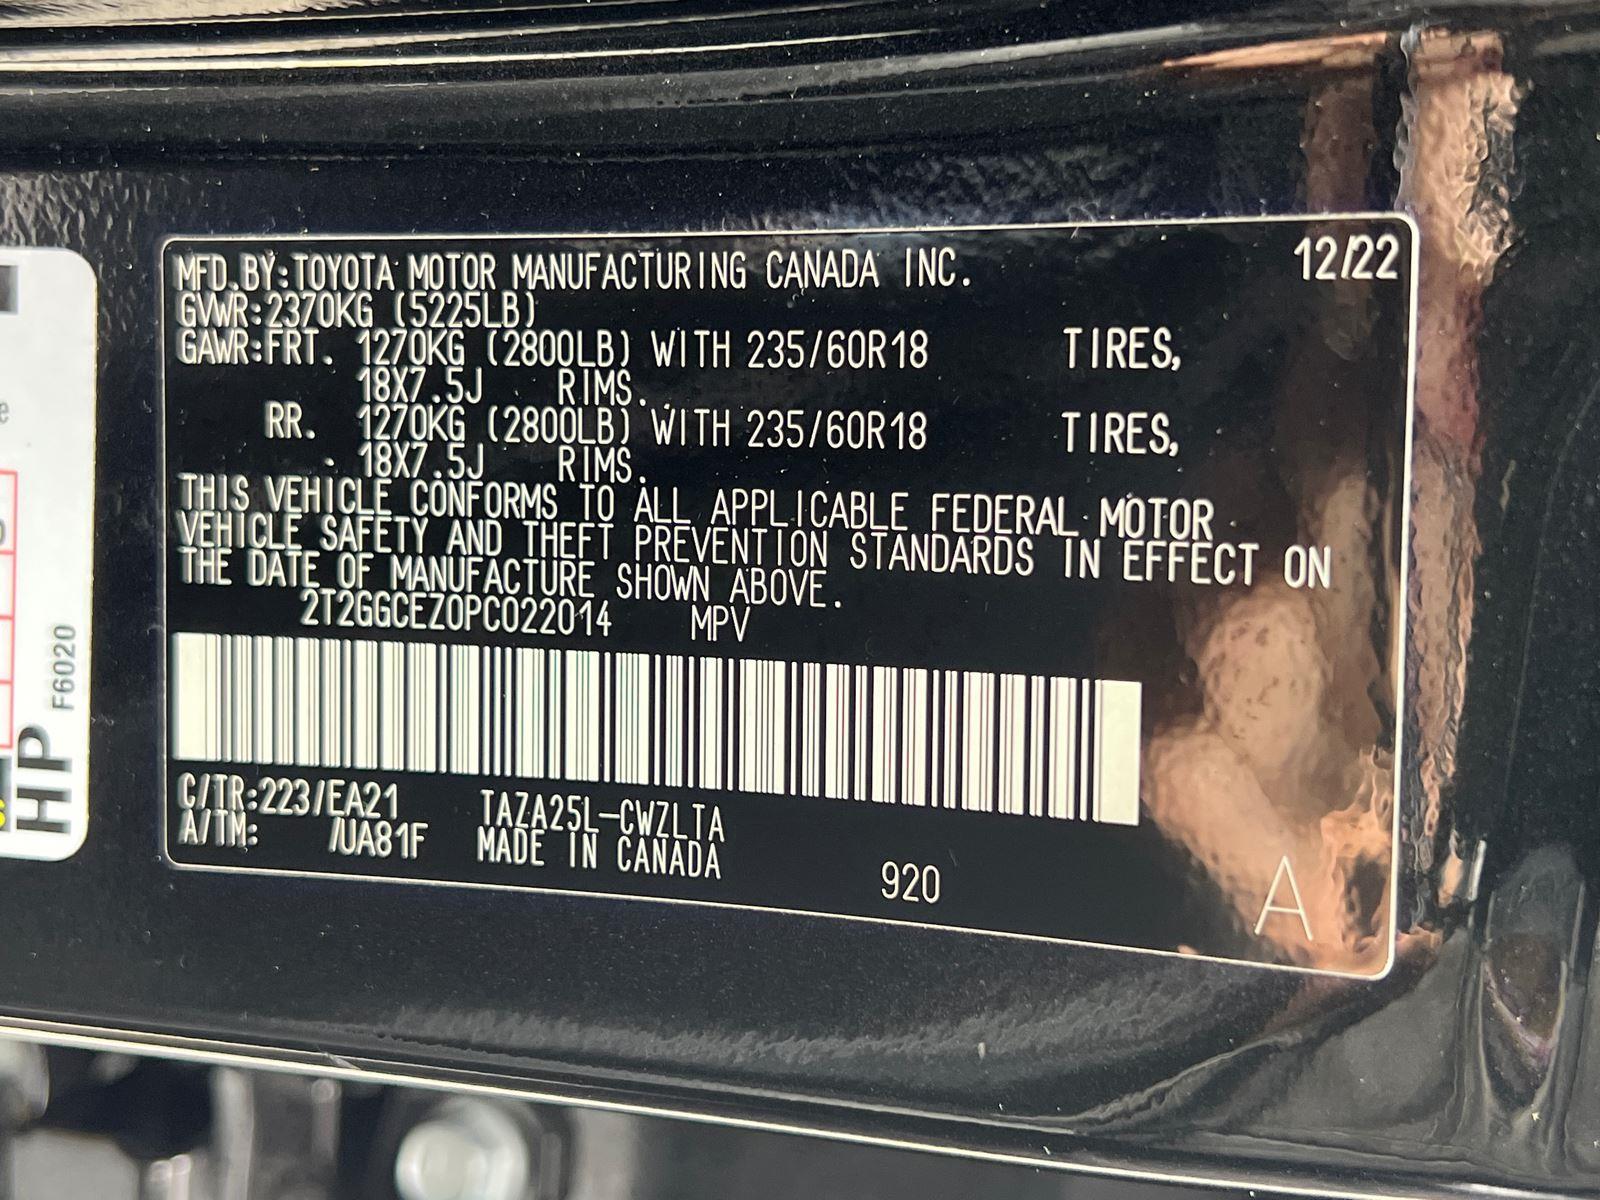 MFD.BY:TOYOTA MOTOR MANUFACTURING CANADA INC. 12/22
GVWR:2370KG (5225LB)
GAWR:FRT. 1270KG (2800LB) WITH 235/60R18 TIRES,
18X7.5J RIMS.
RR. 1270KG (2800LB) WITH 235/60R18 TIRES,
18X7.5J RIMS.
THIS VEHICLE CONFORMS TO ALL APPLICABLE FEDERAL MOTOR
VEHICLE SAFETY AND THEFT PREVENTION STANDARDS IN EFFECT ON
THE DATE OF MANUFACTURE SHOWN ABOVE.
2T2GGCEZ0PC022014 MPV
C/TR:223/EA21 TAZA25L-CWZLTA
A/TM: /UA81F MADE IN CANADA
920
A
HP
F6020